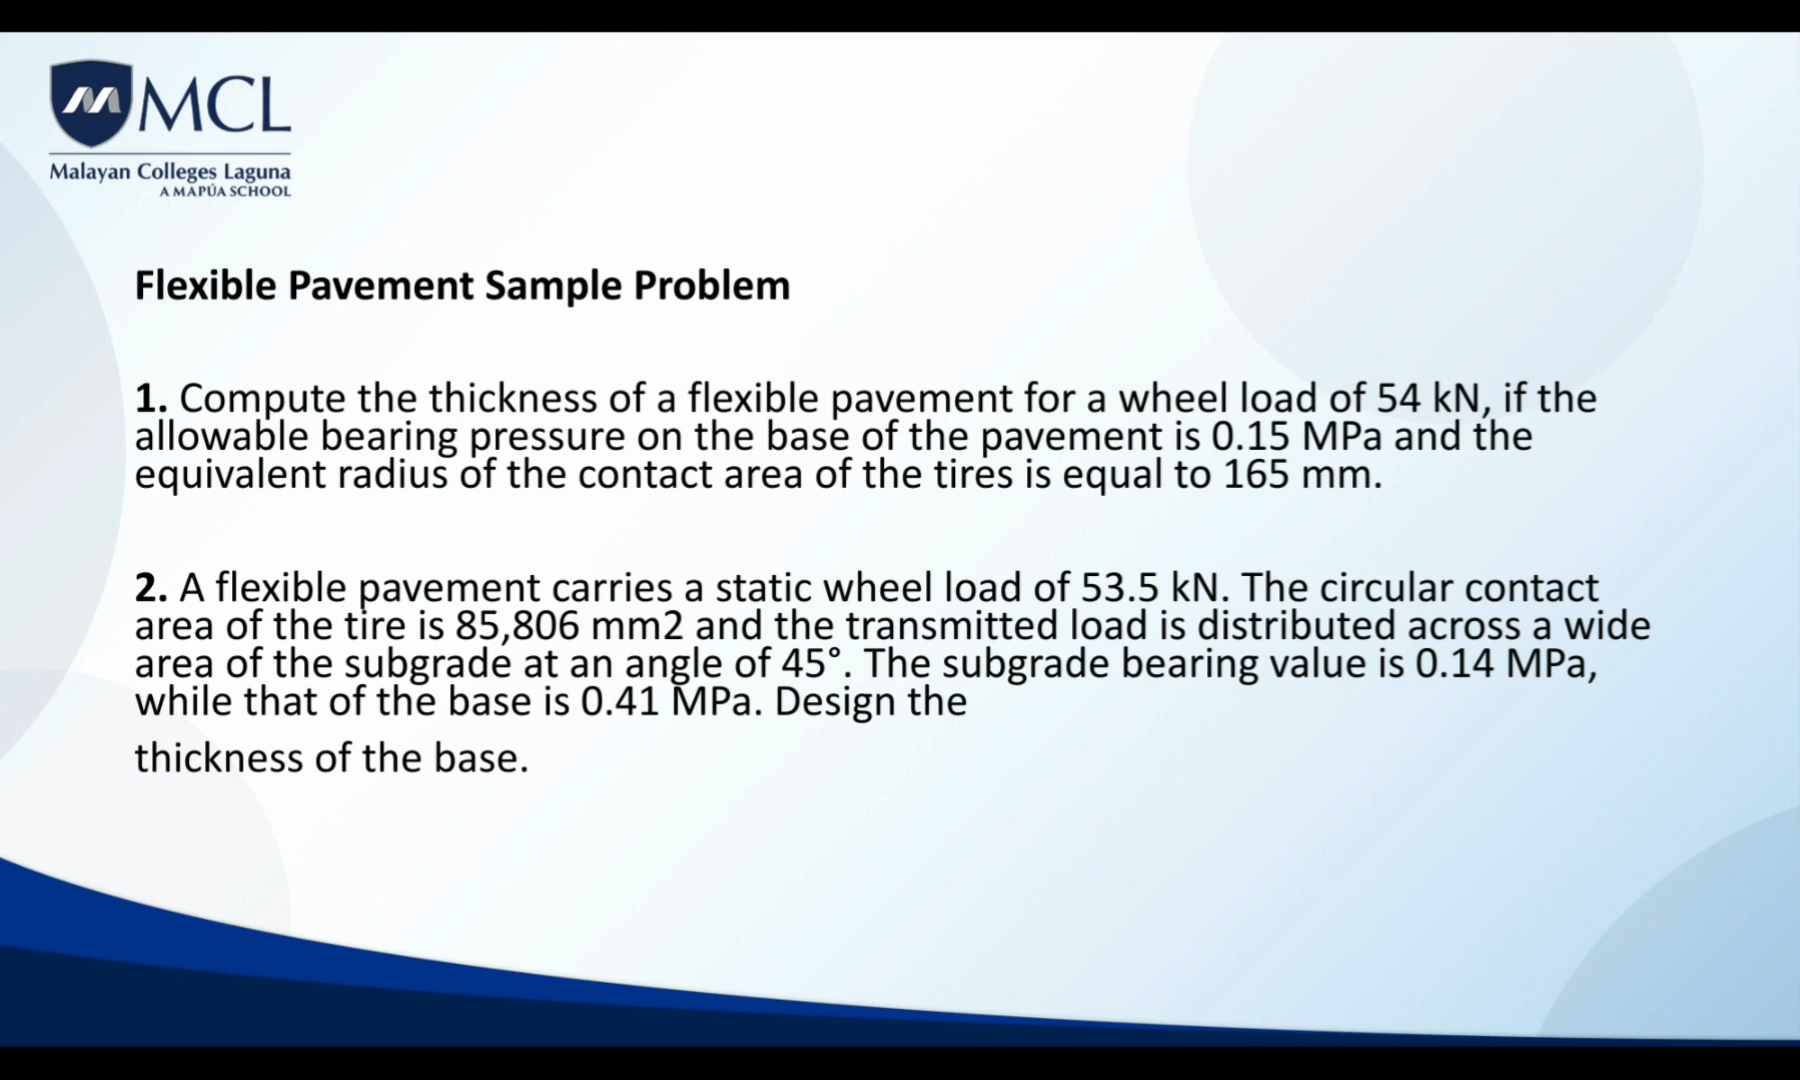 MCL
Malayan Colleges Laguna
A MAPÚA SCHOOL
Flexible Pavement Sample Problem
1. Compute the thickness of a flexible pavement for a wheel load of 54 kN, if the
allowable bearing pressure on the base of the pavement is 0.15 MPa and the
equivalent radius of the contact area of the tires is equal to 165 mm.
2. A flexible pavement carries a static wheel load of 53.5 kN. The circular contact
area of the tire is 85,806 mm2 and the transmitted load is distributed across a wide
area of the subgrade at an angle of 45°. The subgrade bearing value is 0.14 MPa,
while that of the base is 0.41 MPa. Design the
thickness of the base.